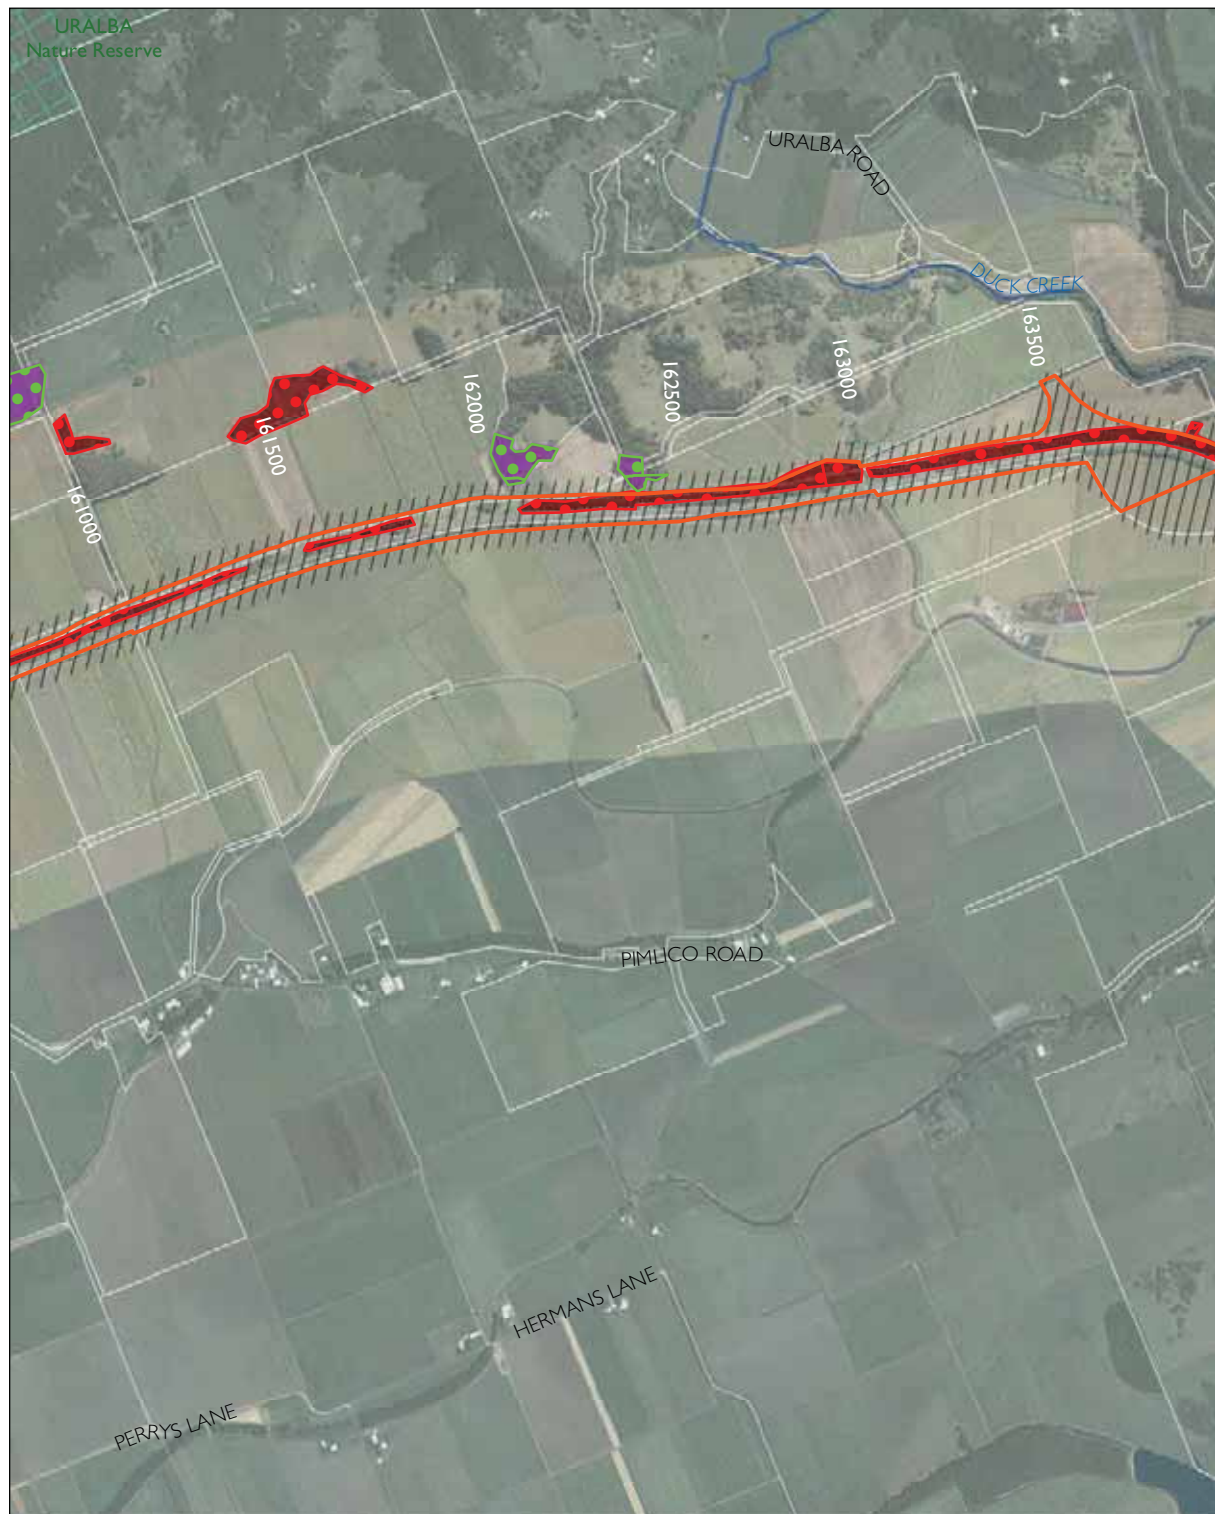 URALBA
Nature Reserve
URALBA ROAD
DUCK CREEK
163500
163000
162500
162000
161500
161000
PIMLICO ROAD
HERMANS LANE
PERRYS LANE